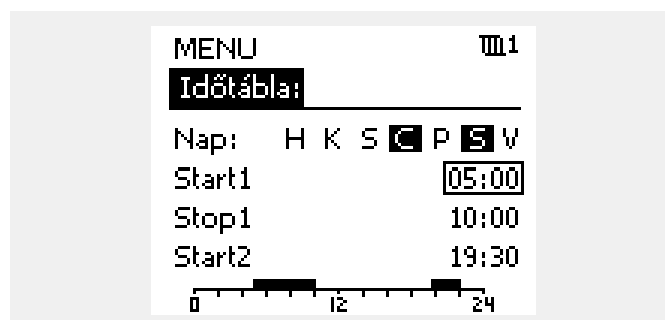 MENU 1
Időtábla:
Nap: H K S C P S V
Start1 05:00
Stop1 10:00
Start2 19:30
0 12 24